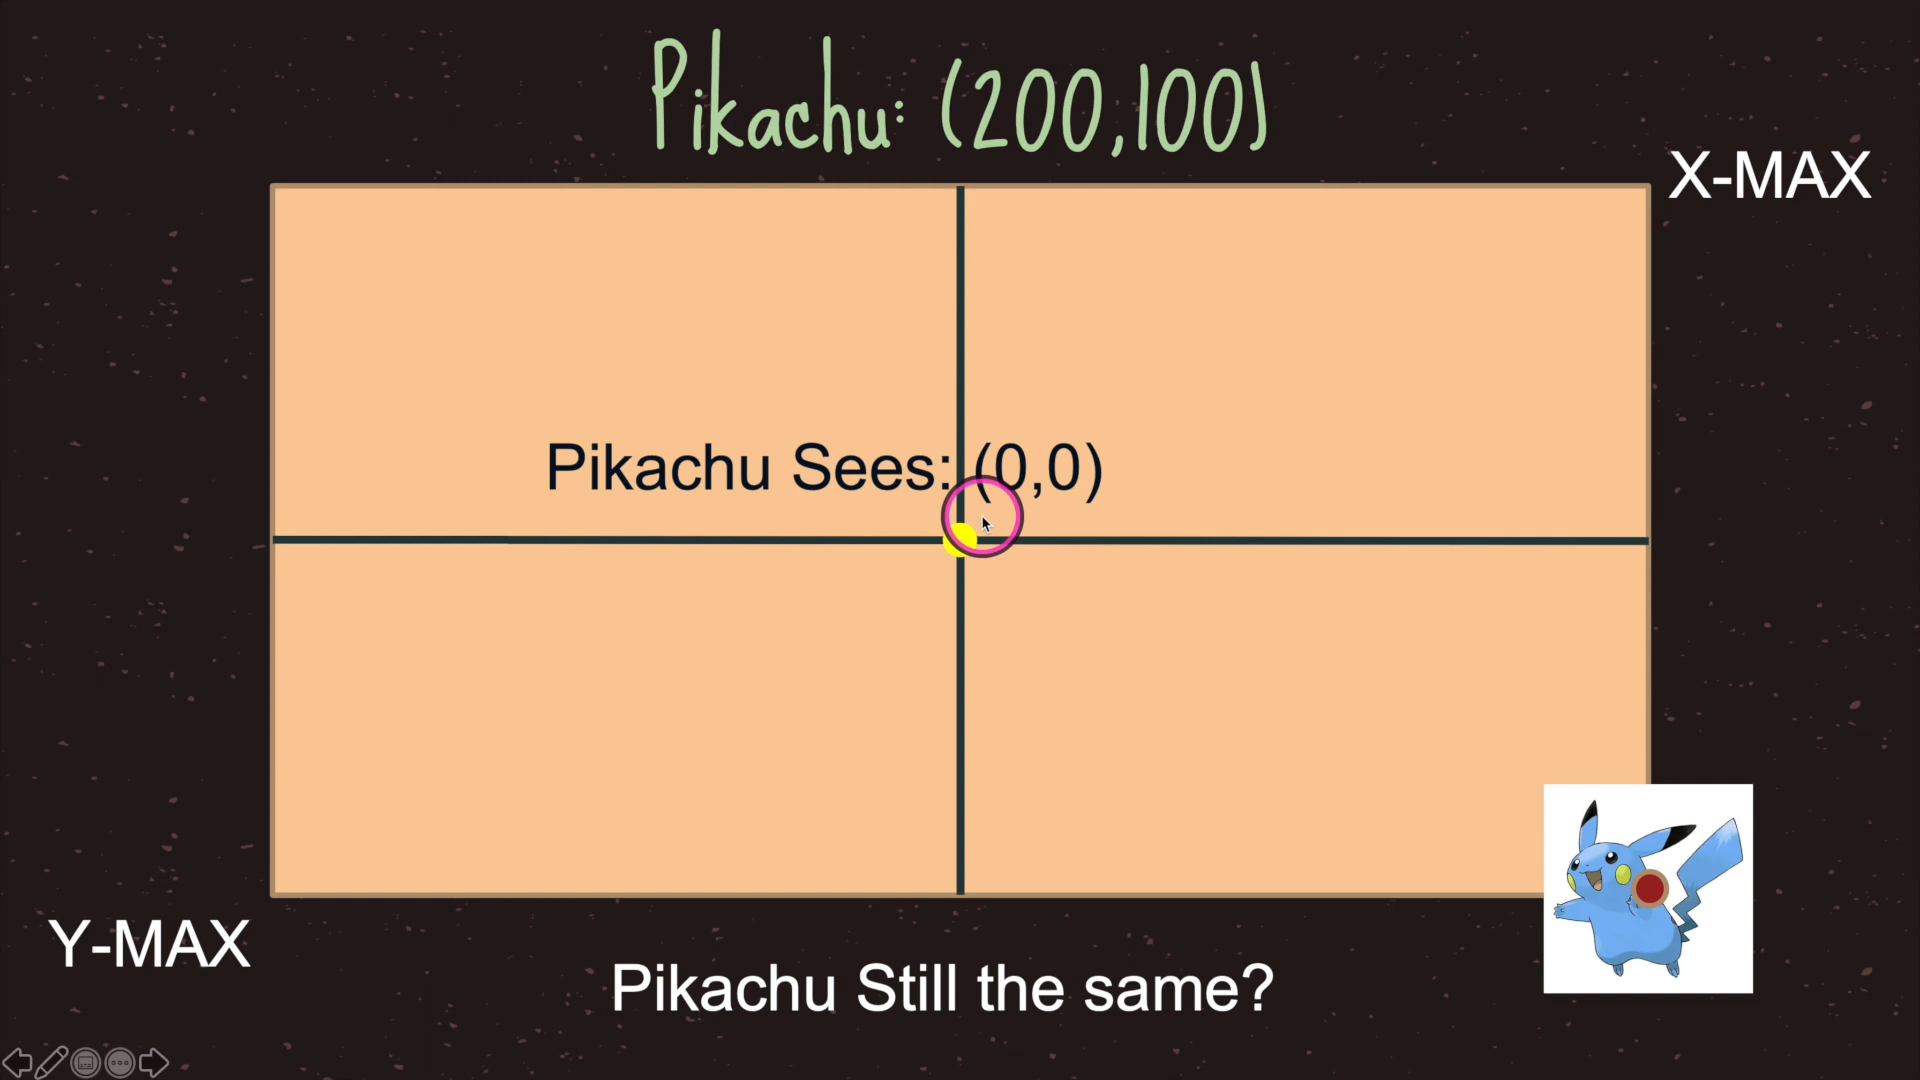 Pikachu: (200,100)
X-MAX
Pikachu Sees: (0,0)
Y-MAX
Pikachu Still the same?